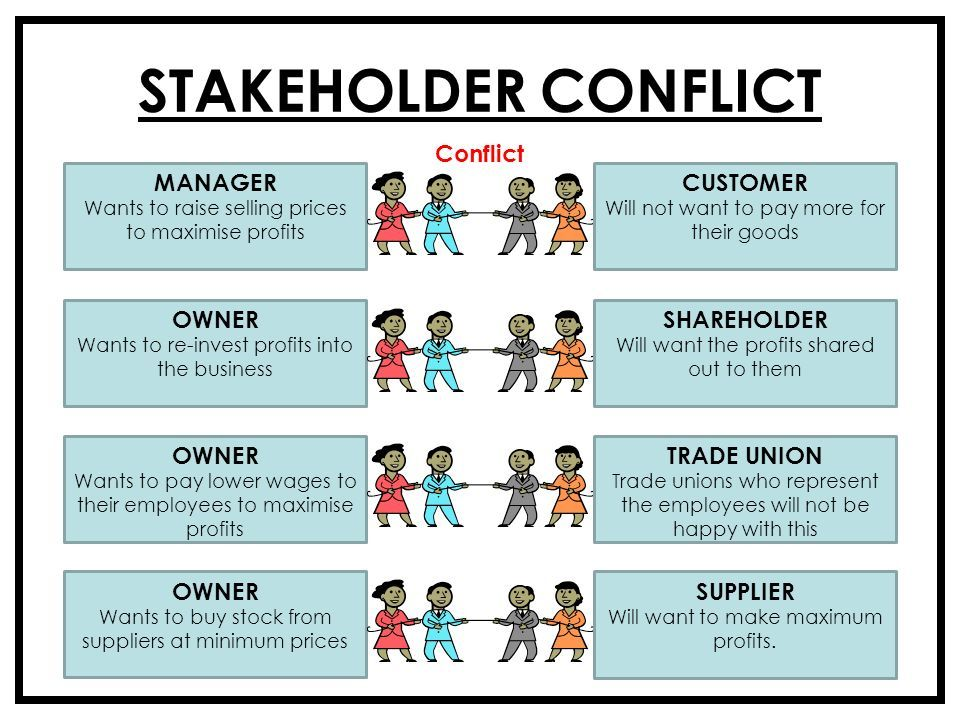 STAKEHOLDER CONFLICT
Conflict
MANAGER
Wants to raise selling prices
to maximise profits
CUSTOMER
Will not want to pay more for
their goods
OWNER
Wants to re-invest profits into
the business
SHAREHOLDER
Will want the profits shared
out to them
OWNER
Wants to pay lower wages to
their employees to maximise
profits
TRADE UNION
Trade unions who represent
the employees will not be
happy with this
OWNER
Wants to buy stock from
suppliers at minimum prices
SUPPLIER
Will want to make maximum
profits.